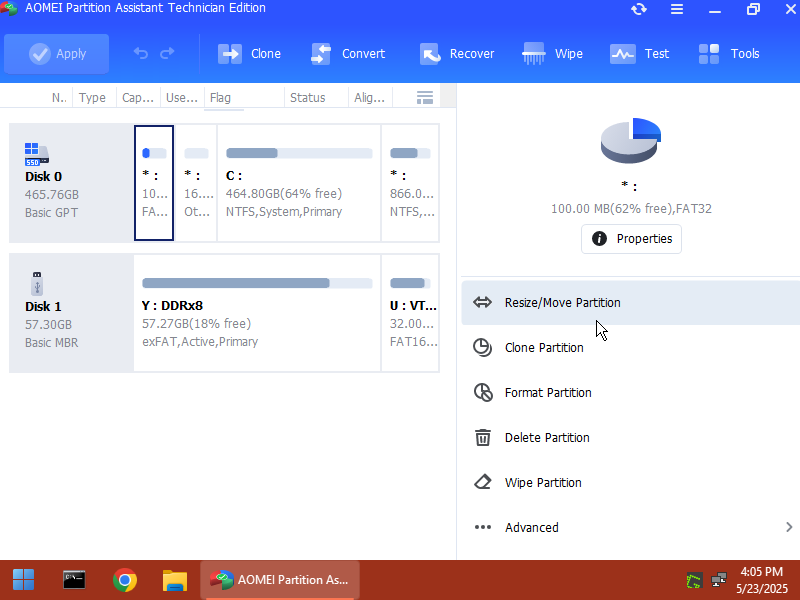 AOMEI Partition Assistant Technician Edition
Apply
Clone
Convert
Recover
Wipe
Test
Tools
N..
Type
Cap...
Use...
Flag
Status
Alig...
Disk 0
465.76GB
Basic GPT
SSD
* :
10...
FA...
* :
16....
Ot...
C :
464.80GB(64% free)
NTFS,System,Primary
* :
866.0...
NTFS,...
Disk 1
57.30GB
Basic MBR
Y : DDRx8
57.27GB(18% free)
exFAT,Active,Primary
U : VT...
32.00...
FAT16...
* :
100.00 MB(62% free),FAT32
Properties
Resize/Move Partition
Clone Partition
Format Partition
Delete Partition
Wipe Partition
Advanced
AOMEI Partition As...
4:05 PM
5/23/2025